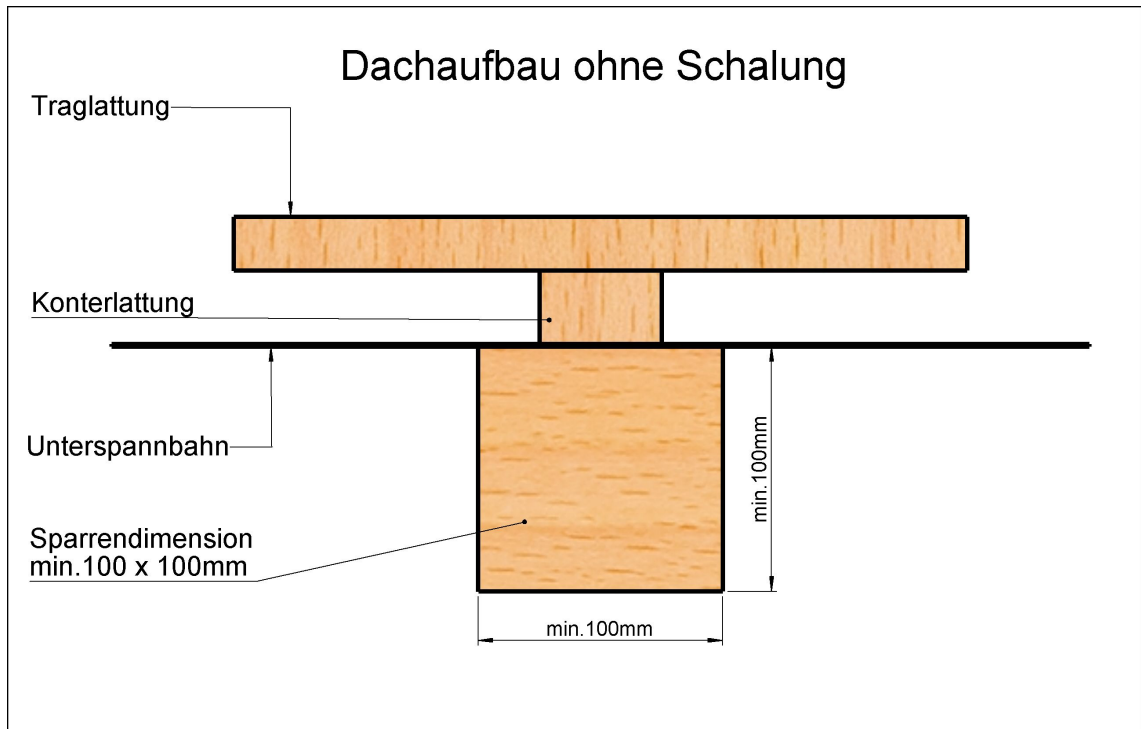 Dachaufbau ohne Schalung
Traglattung
Konterlattung
Unterspannbahn
Sparrendimension
min.100 x 100mm
min.100mm
min.100mm